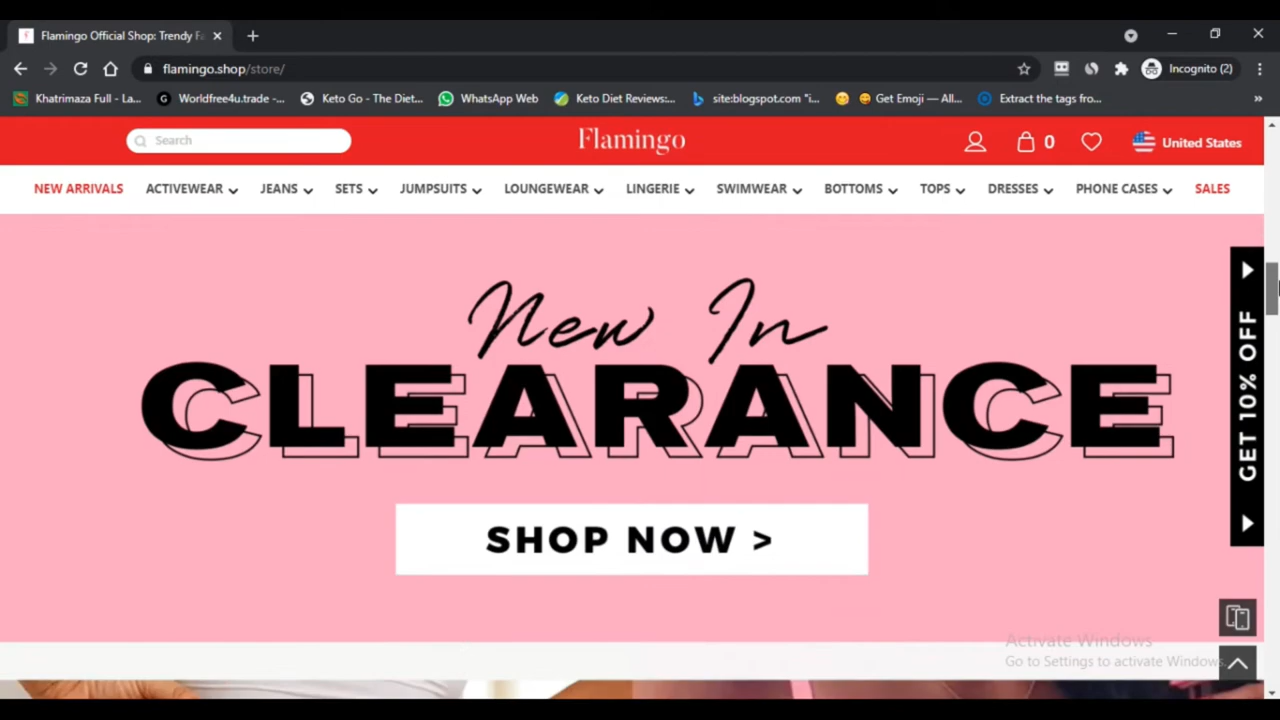 Flamingo Official Shop: Trendy Fa
flamingo.shop/store/
Incognito (2)
Khatrimaza Full - La...
Worldfree4u.trade -...
Keto Go - The Diet...
WhatsApp Web
Keto Diet Reviews:...
site:blogspot.com "i...
Get Emoji — All...
Extract the tags fro...
»
Search
Flamingo
0
United States
NEW ARRIVALS
ACTIVEWEAR
JEANS
SETS
JUMPSUITS
LOUNGEWEAR
LINGERIE
SWIMWEAR
BOTTOMS
TOPS
DRESSES
PHONE CASES
SALES
New In
CLEARANCE
SHOP NOW >
GET 10% OFF
Activate Windows
Go to Settings to activate Windows.